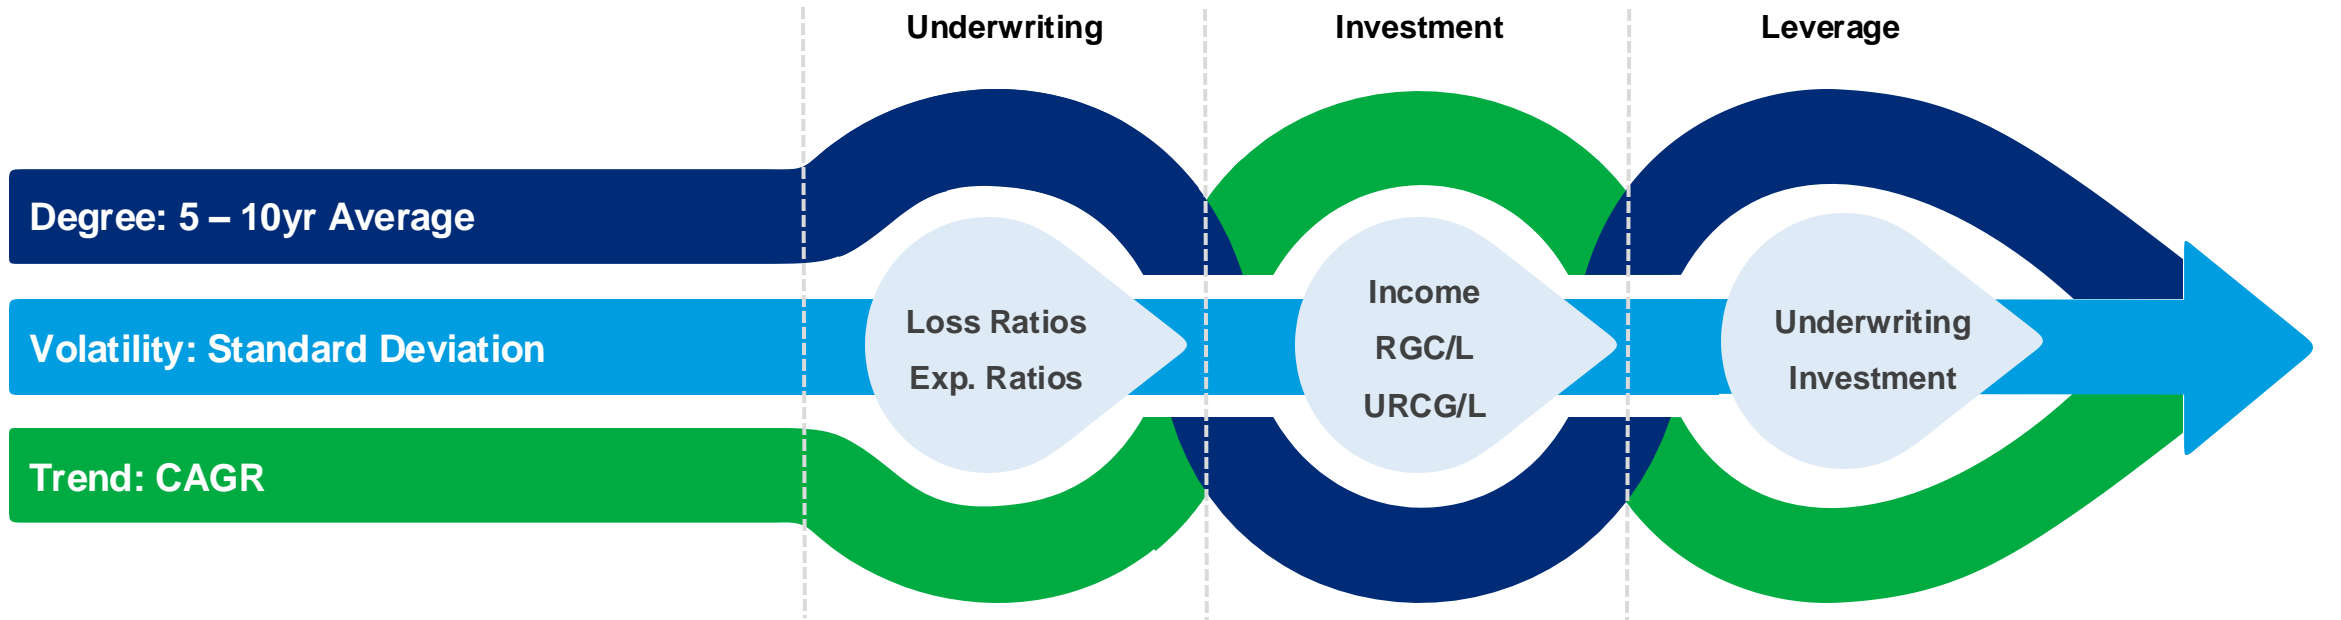 Underwriting
Investment
Leverage
Degree: 5 – 10yr Average
Volatility: Standard Deviation
Trend: CAGR
Loss Ratios
Exp. Ratios
Income
RGC/L
URCG/L
Underwriting
Investment